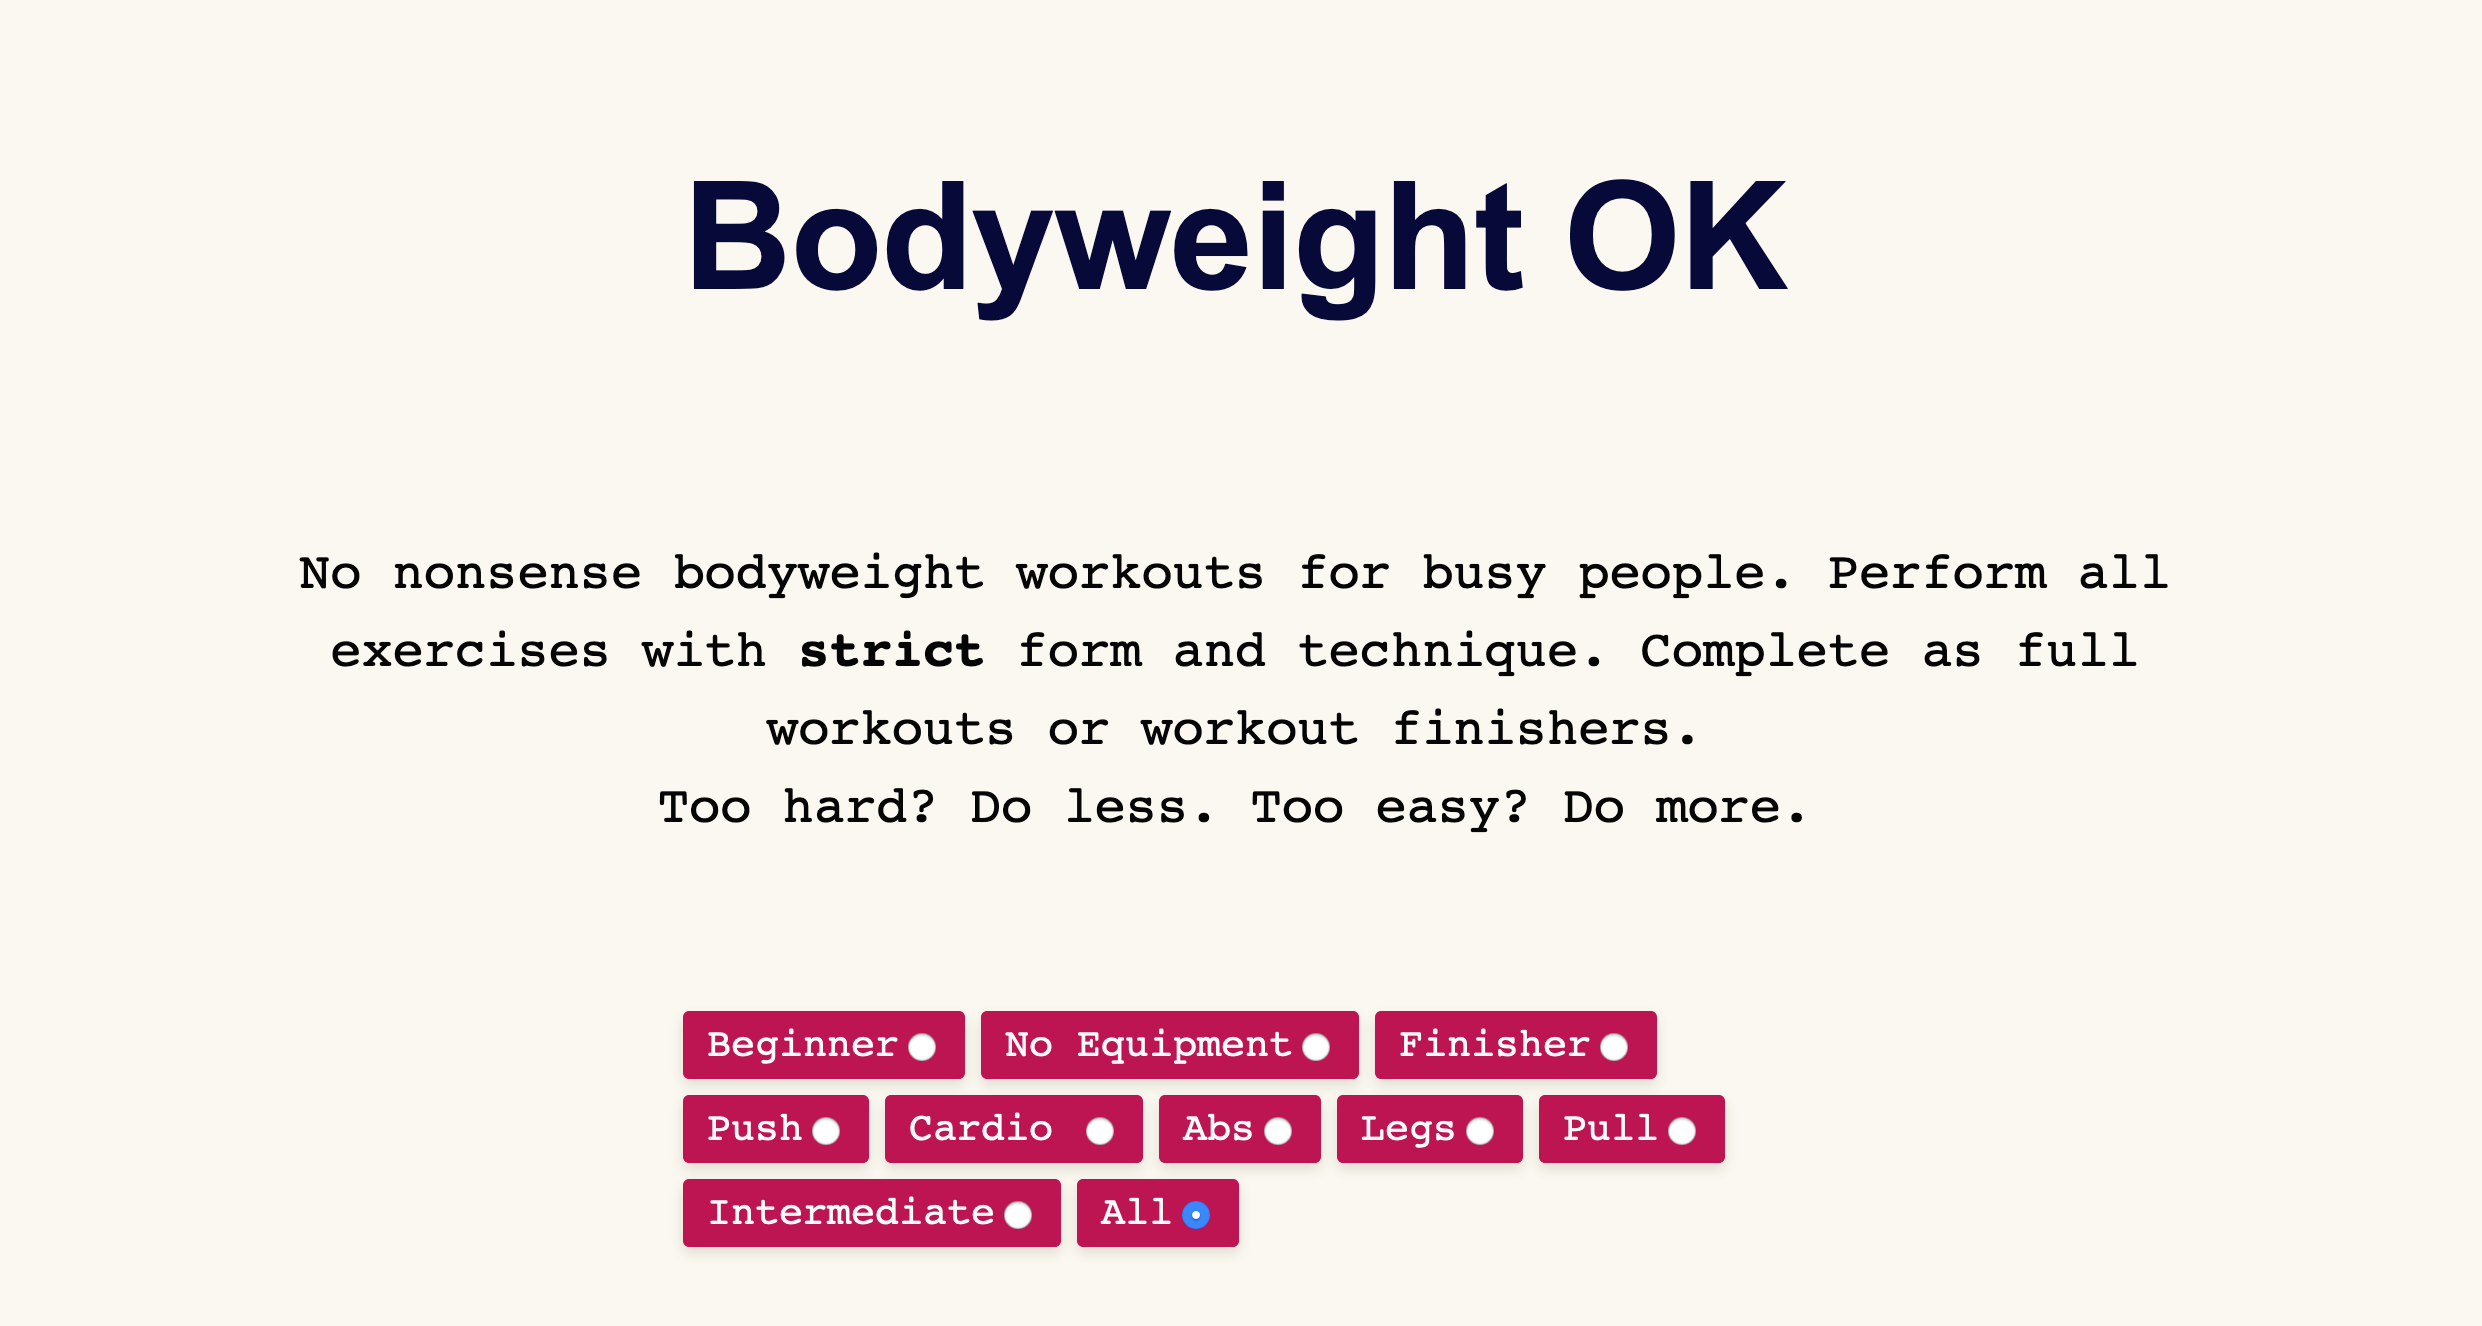 Bodyweight OK
No nonsense bodyweight workouts for busy people. Perform all
exercises with strict form and technique. Complete as full
workouts or workout finishers.
Too hard? Do less. Too easy? Do more.
Beginner No Equipment Finisher
Push Cardio Abs Legs Pull
Intermediate All